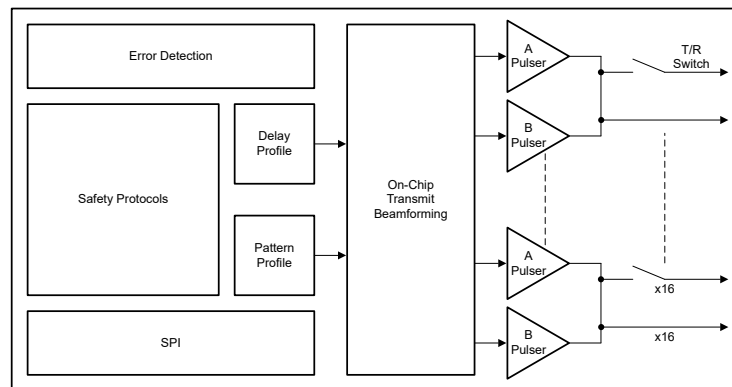 Error Detection
Safety Protocols
Delay
Profile
Pattern
Profile
SPI
On-Chip
Transmit
Beamforming
A
Pulser
B
Pulser
A
Pulser
B
Pulser
T/R
Switch
x16
x16